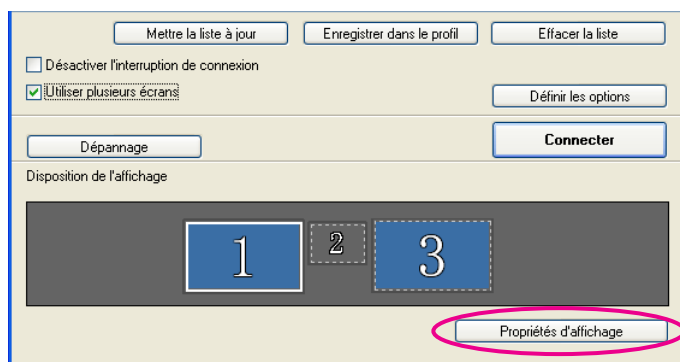 Mettre la liste à jour Enregistrer dans le profil Effacer la liste
Désactiver l'interruption de connexion
Utiliser plusieurs écrans
Définir les options
Dépannage Connecter
Disposition de l'affichage
1 2 3
Propriétés d'affichage